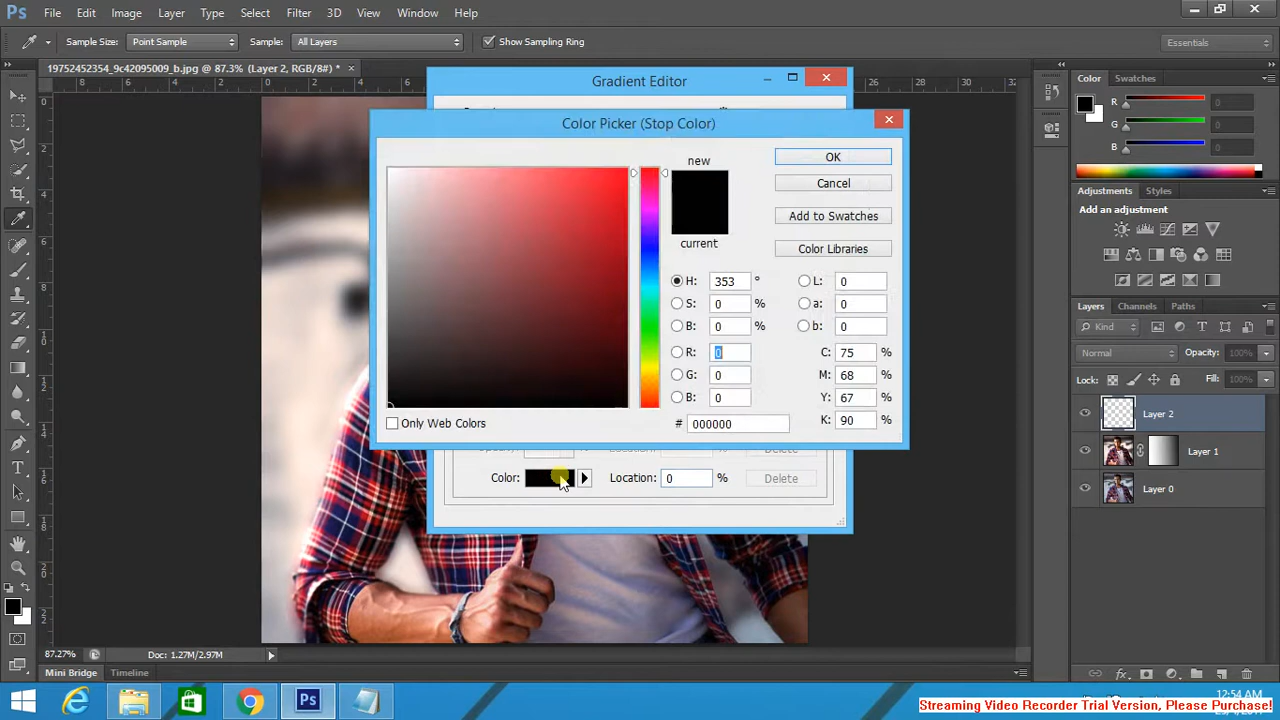 Ps File Edit Image Layer Type Select Filter 3D View Window Help
Sample Size: Point Sample Sample: All Layers Show Sampling Ring Essentials
19752452354_9c42095009_b.jpg @ 87.3% (Layer 2, RGB/8#) *
Gradient Editor
Color Picker (Stop Color)
new
current
OK
Cancel
Add to Swatches
Color Libraries
H: 353 °
S: 0 %
B: 0 %
R: 0
G: 0
B: 0
L: 0
a: 0
b: 0
C: 75 %
M: 68 %
Y: 67 %
K: 90 %
# 000000
Only Web Colors
Color: Location: 0 % Delete
Color Swatches
R 0
G 0
B 0
Adjustments Styles
Add an adjustment
Layers Channels Paths
Kind
Normal Opacity: 100%
Lock: Fill: 100%
Layer 2
Layer 1
Layer 0
87.27% Doc: 1.27M/2.97M
Mini Bridge Timeline
Ps
12:54 AM
Streaming Video Recorder Trial Version, Please Purchase!